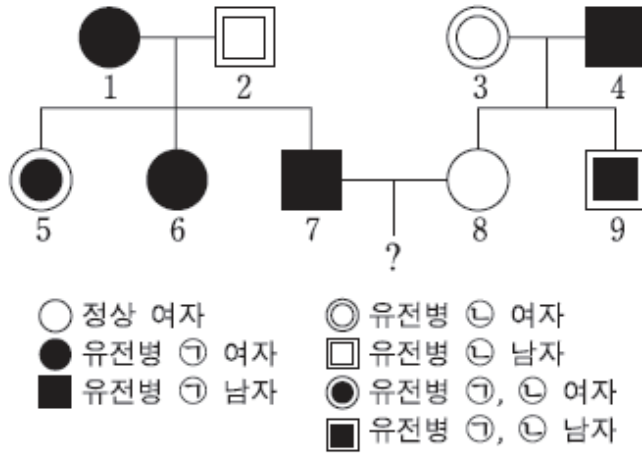 1 2 3 4
5 6 7 8 9
?
정상 여자
유전병 ㉠ 여자
유전병 ㉠ 남자
유전병 ㉡ 여자
유전병 ㉡ 남자
유전병 ㉠, ㉡ 여자
유전병 ㉠, ㉡ 남자